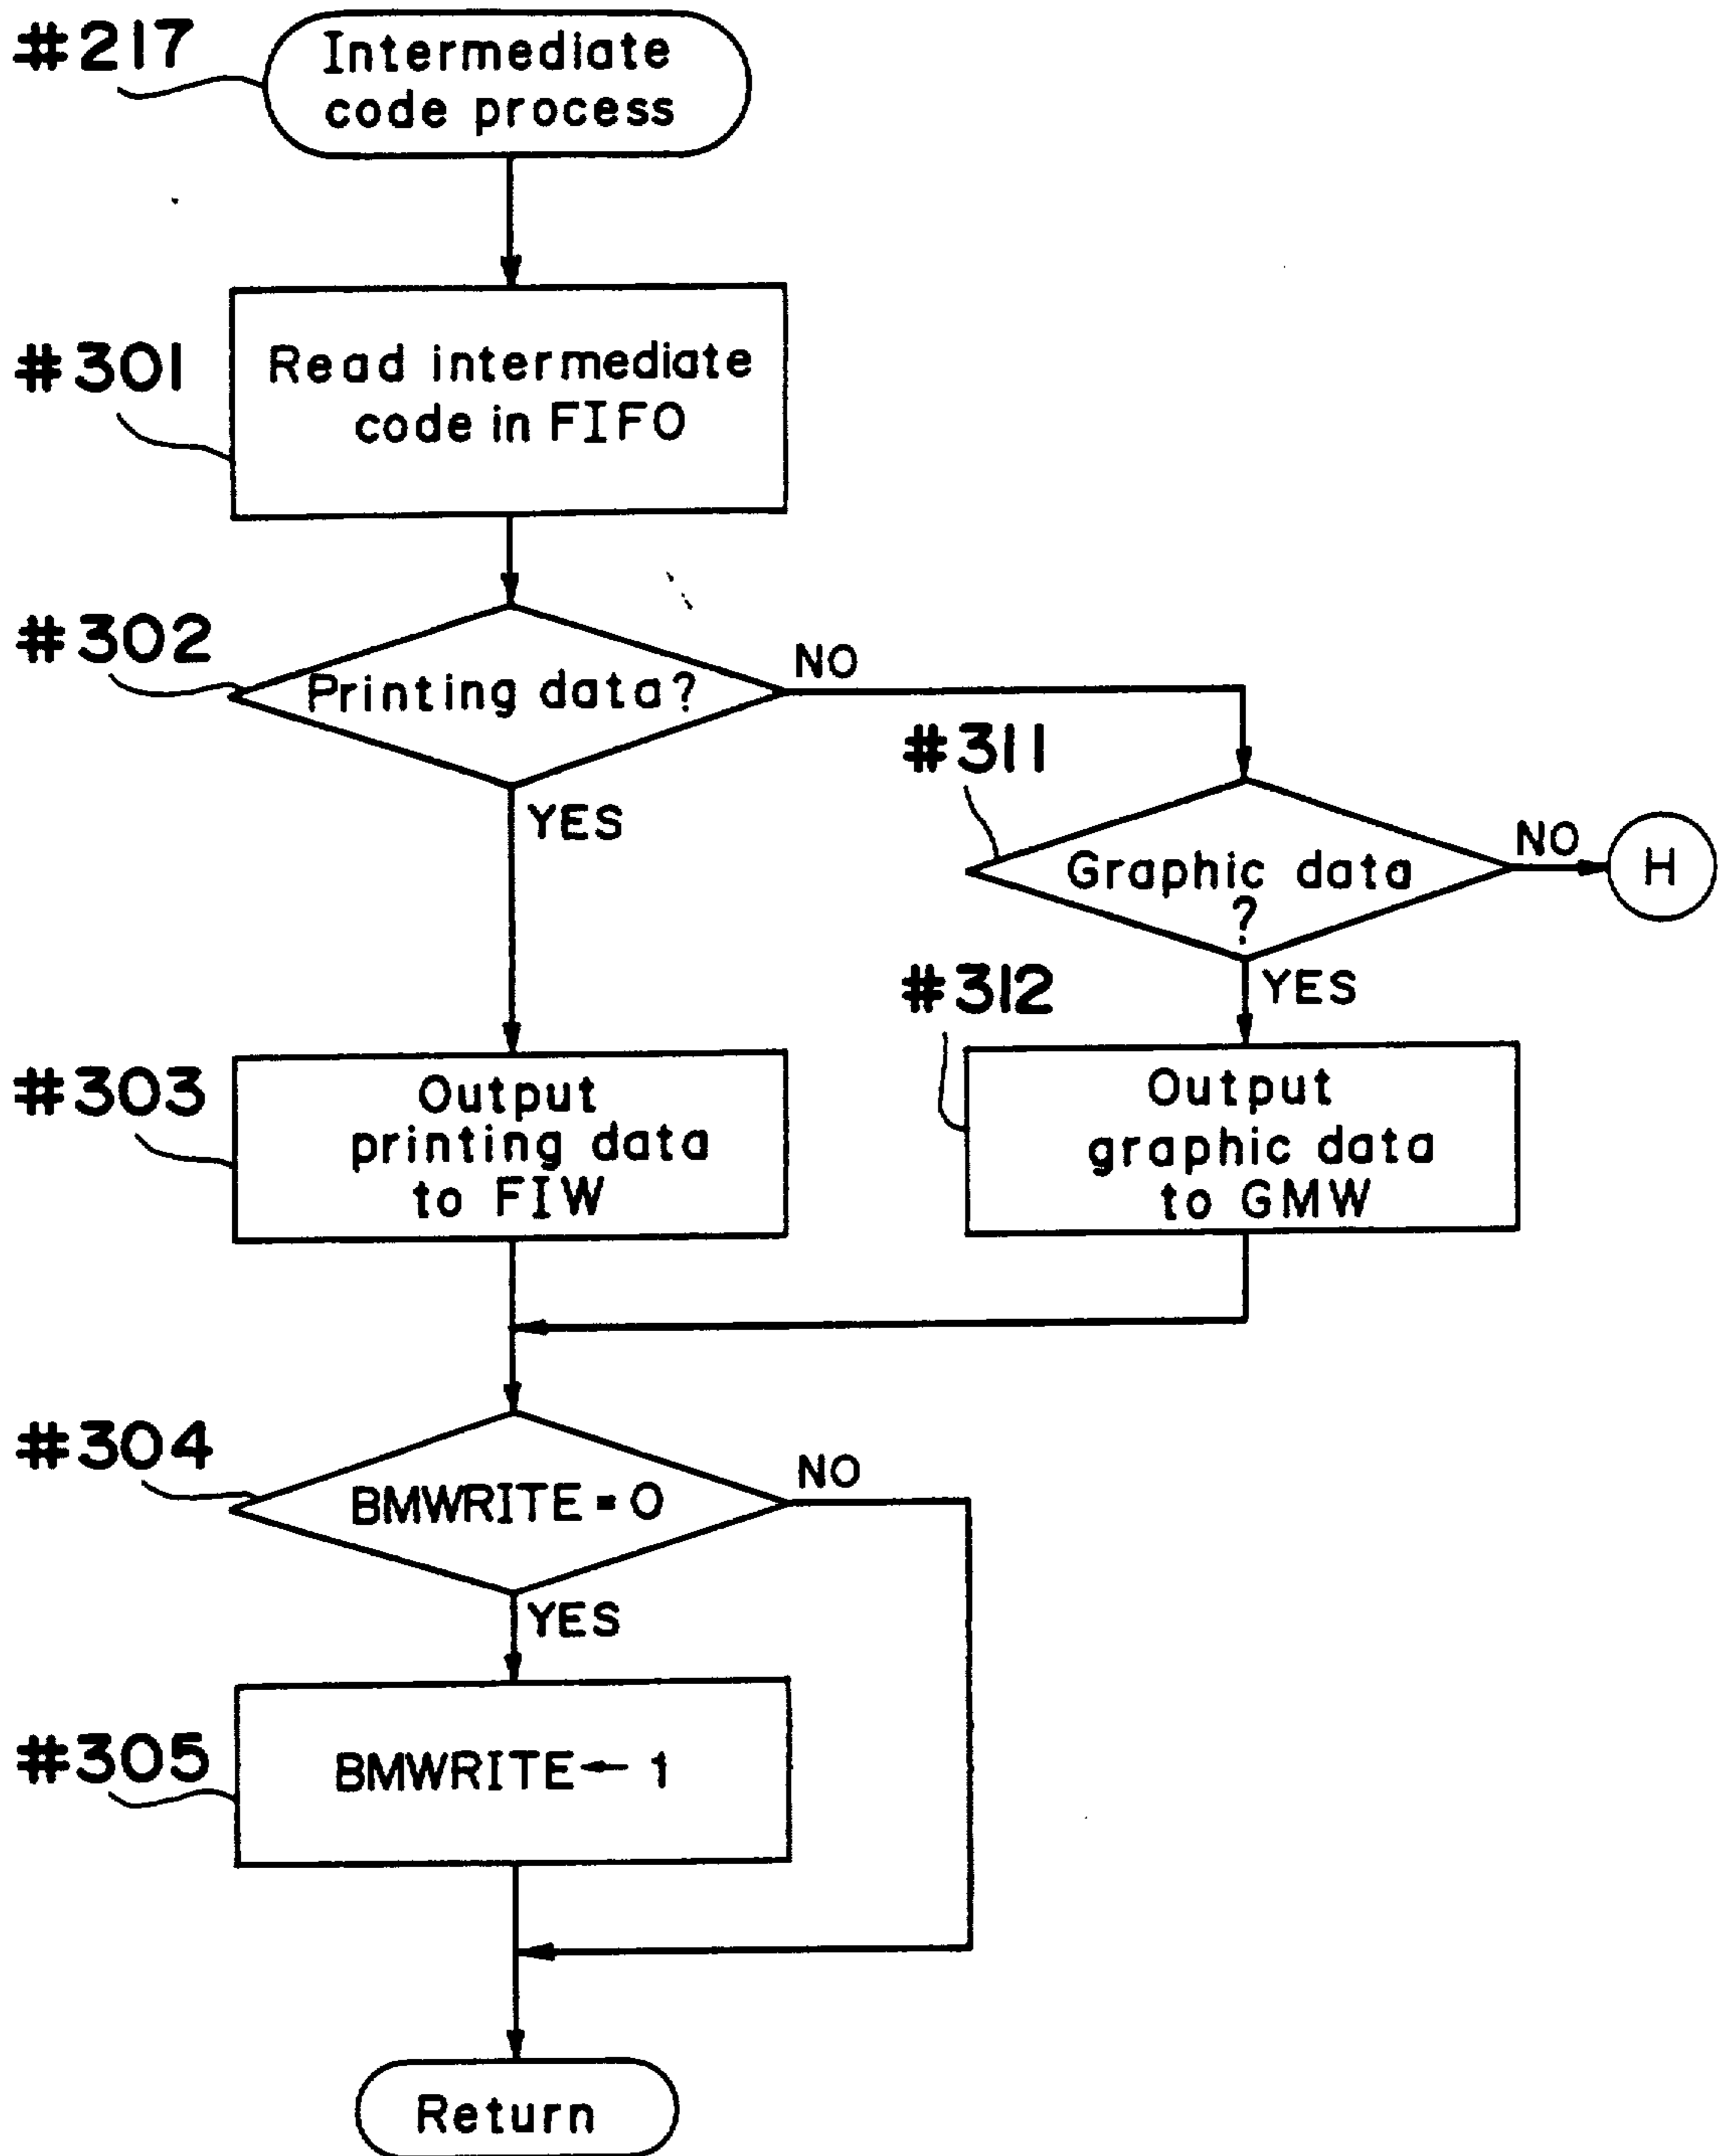 #217
Intermediate
code process
#301
Read intermediate
code in FIFO
#302
Printing data?
NO
YES
#311
Graphic data
?
NO
H
YES
#312
Output
graphic data
to GMW
#303
Output
printing data
to FIW
#304
BMWRITE = 0
NO
YES
#305
BMWRITE ← 1
Return